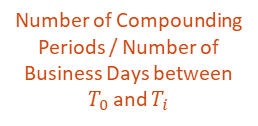 Number of Compounding
Periods / Number of
Business Days between
𝑇₀ and 𝑇ᵢ